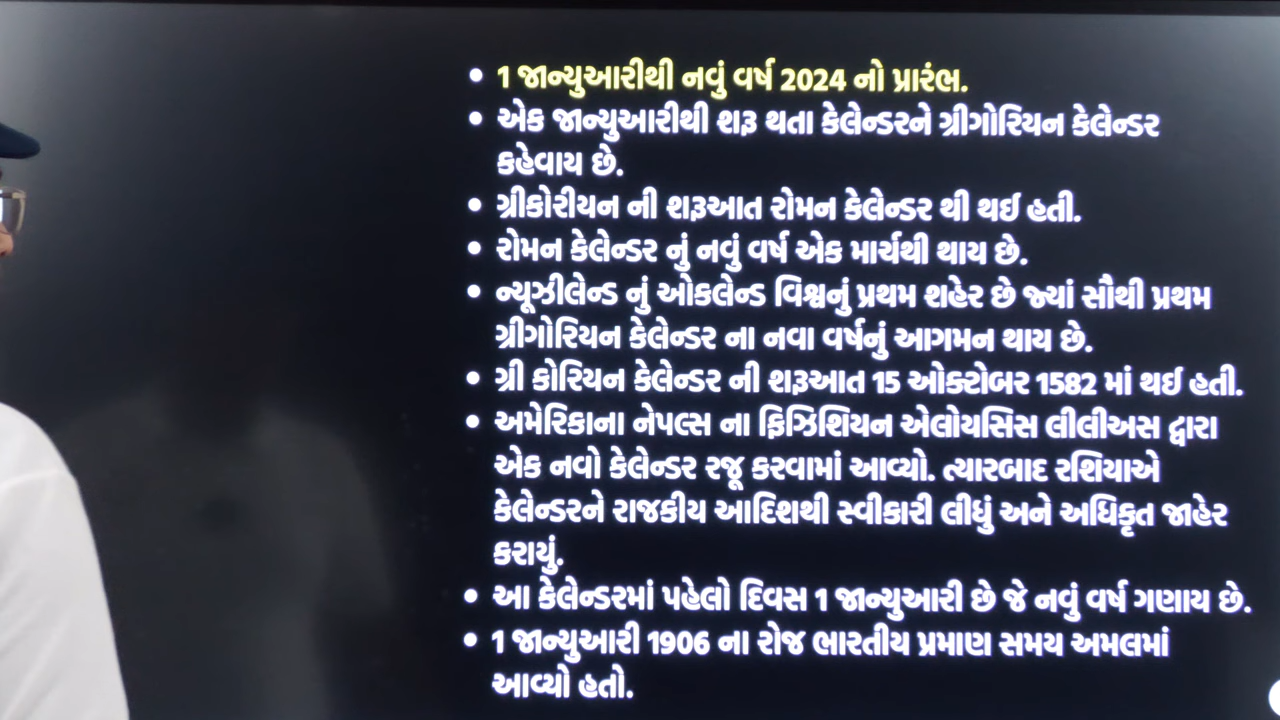 • 1 જાન્યુઆરીથી નવું વર્ષ 2024 નો પ્રારંભ.
• એક જાન્યુઆરીથી શરૂ થતા કેલેન્ડરને ગ્રીગોરિયન કેલેન્ડર
કહેવાય છે.
• ગ્રીકોરીયન ની શરૂઆત રોમન કેલેન્ડર થી થઈ હતી.
• રોમન કેલેન્ડર નું નવું વર્ષ એક માર્ચથી થાય છે.
• ન્યૂઝીલેન્ડ નું ઓકલેન્ડ વિશ્વનું પ્રથમ શહેર છે જ્યાં સૌથી પ્રથમ
ગ્રીગોરિયન કેલેન્ડર ના નવા વર્ષનું આગમન થાય છે.
• ગ્રી કોરિયન કેલેન્ડર ની શરૂઆત 15 ઓક્ટોબર 1582 માં થઈ હતી.
• અમેરિકાના નેપલ્સ ના ફિઝિશિયન એલોયસિસ લીલીઅસ દ્વારા
એક નવો કેલેન્ડર રજૂ કરવામાં આવ્યો. ત્યારબાદ રશિયાએ
કેલેન્ડરને રાજકીય આદિશથી સ્વીકારી લીધું અને અધિકૃત જાહેર
કરાયું.
• આ કેલેન્ડરમાં પહેલો દિવસ 1 જાન્યુઆરી છે જે નવું વર્ષ ગણાય છે.
• 1 જાન્યુઆરી 1906 ના રોજ ભારતીય પ્રમાણ સમય અમલમાં
આવ્યો હતો.